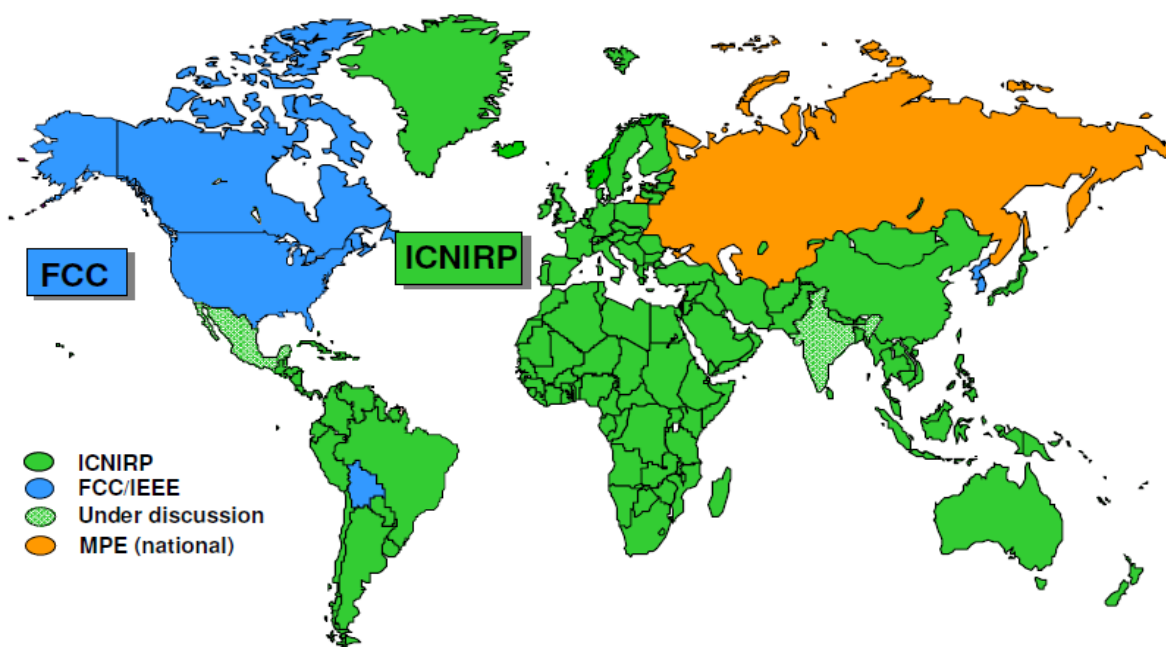 FCC
ICNIRP
ICNIRP
FCC/IEEE
Under discussion
MPE (national)